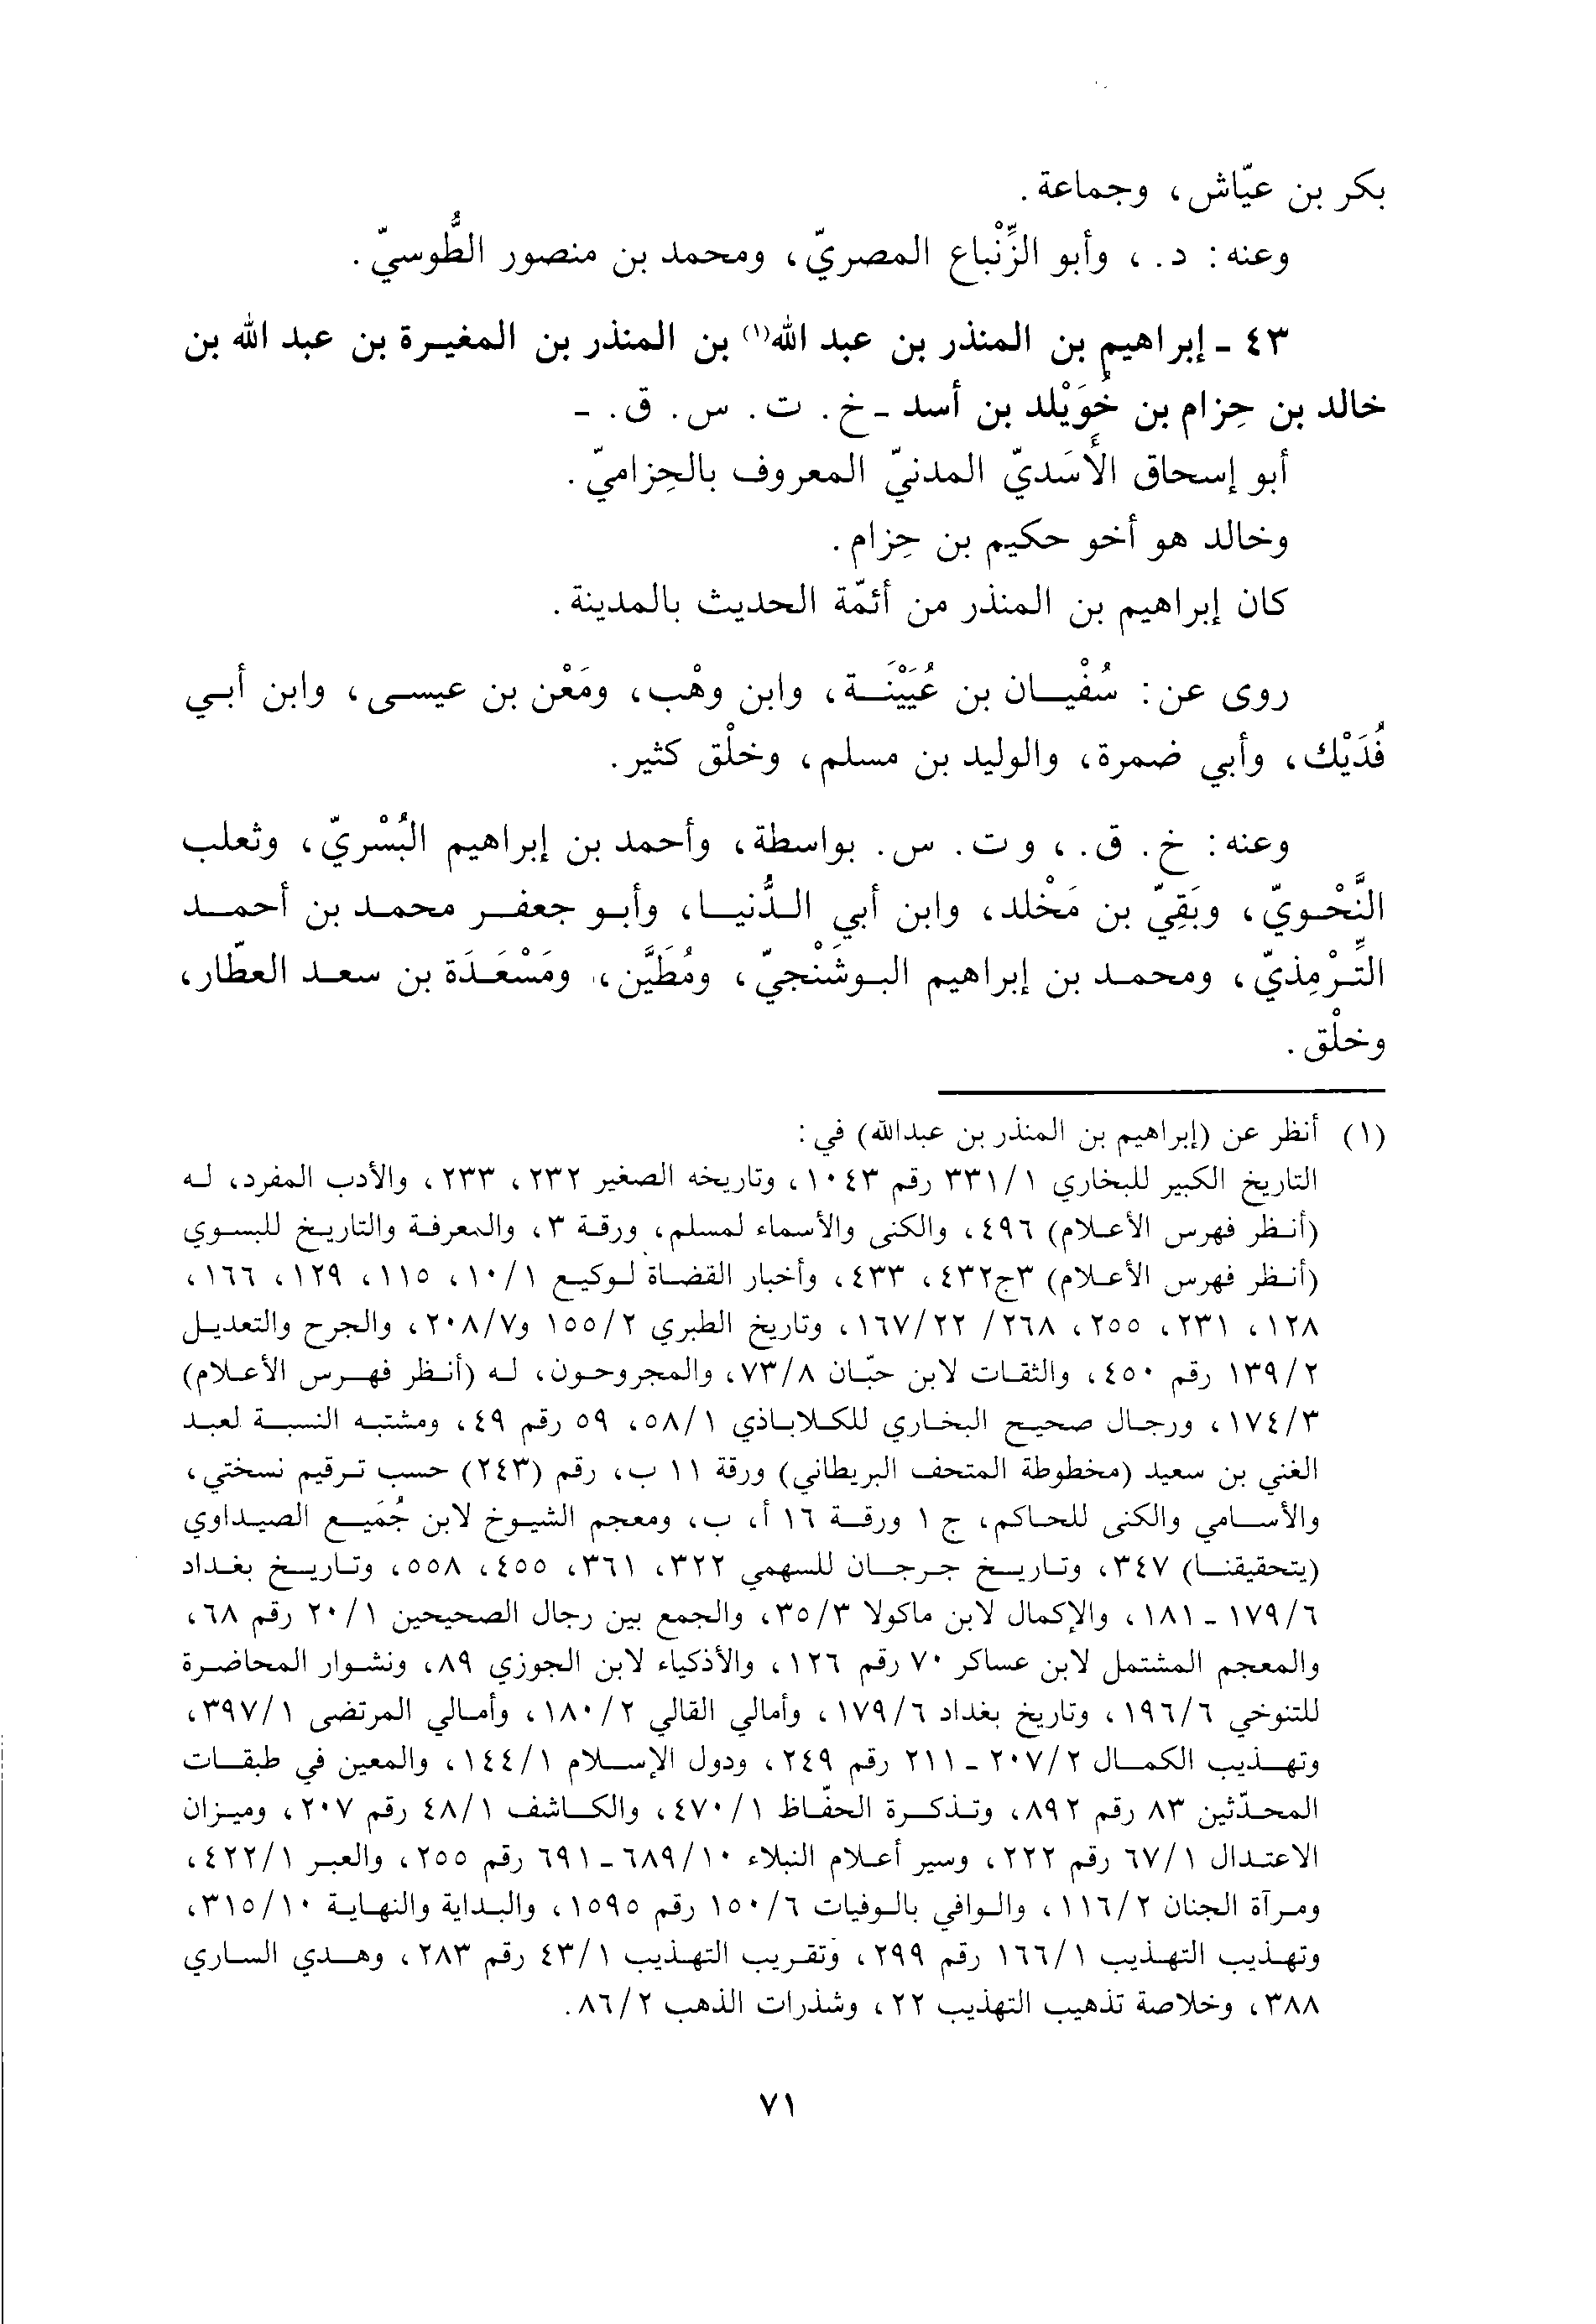 بكر بن عيّاش، وجماعة.
وعنه: د.، وأبو الزِّنْباع المصريّ، ومحمد بن منصور الطُّوسيّ.
٤٣ - إبراهيم بن المنذر بن عبد الله(١) بن المنذر بن المغيرة بن عبد الله بن
خالد بن حِزام بن خُوَيْلد بن أسد - خ. ت. س. ق. -
أبو إسحاق الأَسَديّ المدنيّ المعروف بالحِزاميّ.
وخالد هو أخو حكيم بن حِزام.
كان إبراهيم بن المنذر من أئمّة الحديث بالمدينة.
روى عن: سُفْيان بن عُيَيْنَة، وابن وهْب، ومَعْن بن عيسى، وابن أبي
فُدَيْك، وأبي ضمرة، والوليد بن مسلم، وخلْق كثير.
وعنه: خ. ق.، و ت. س. بواسطة، وأحمد بن إبراهيم البُسْريّ، وثعلب
النَّحْويّ، وبَقِيّ بن مَخْلد، وابن أبي الدُّنيا، وأبو جعفر محمد بن أحمد
التِّرْمِذيّ، ومحمد بن إبراهيم البوشَنْجيّ، ومُطَيَّن، ومَسْعَدَة بن سعد العطّار،
وخلْق.
(١) أنظر عن (إبراهيم بن المنذر بن عبدالله) في:
التاريخ الكبير للبخاري ٣٣١/١ رقم ١٠٤٣، وتاريخه الصغير ٢٣٢، ٢٣٣، والأدب المفرد، له
(أنظر فهرس الأعلام) ٤٩٦، والكنى والأسماء لمسلم، ورقة ٣، والمعرفة والتاريخ للبسوي
(أنظر فهرس الأعلام) ٣ج٤٣٢، ٤٣٣، وأخبار القضاة لوكيع ١٠/١، ١١٥، ١٢٩، ١٦٦،
١٢٨، ٢٣١، ٢٥٥، ٢٦٨/ ١٦٧/٢٢، وتاريخ الطبري ١٥٥/٢ و٢٠٨/٧، والجرح والتعديل
١٣٩/٢ رقم ٤٥٠، والثقات لابن حبّان ٧٣/٨، والمجروحون، له (أنظر فهرس الأعلام)
١٧٤/٣، ورجال صحيح البخاري للكلاباذي ٥٨/١، ٥٩ رقم ٤٩، ومشتبه النسبة لعبد
الغني بن سعيد (مخطوطة المتحف البريطاني) ورقة ١١ ب، رقم (٢٤٣) حسب ترقيم نسختي،
والأسامي والكنى للحاكم، ج ١ ورقة ١٦ أ، ب، ومعجم الشيوخ لابن جُمَيع الصيداوي
(يتحقيقنا) ٣٤٧، وتاريخ جرجان للسهمي ٣٢٢، ٣٦١، ٤٥٥، ٥٥٨، وتاريخ بغداد
١٧٩/٦ - ١٨١، والإكمال لابن ماكولا ٣٥/٣، والجمع بين رجال الصحيحين ٢٠/١ رقم ٦٨،
والمعجم المشتمل لابن عساكر ٧٠ رقم ١٢٦، والأذكياء لابن الجوزي ٨٩، ونشوار المحاضرة
للتنوخي ١٩٦/٦، وتاريخ بغداد ١٧٩/٦، وأمالي القالي ١٨٠/٢، وأمالي المرتضى ٣٩٧/١،
وتهذيب الكمال ٢٠٧/٢ - ٢١١ رقم ٢٤٩، ودول الإسلام ١٤٤/١، والمعين في طبقات
المحدّثين ٨٣ رقم ٨٩٢، وتذكرة الحفّاظ ٤٧٠/١، والكاشف ٤٨/١ رقم ٢٠٧، وميزان
الاعتدال ٦٧/١ رقم ٢٢٢، وسير أعلام النبلاء ٦٨٩/١٠ - ٦٩١ رقم ٢٥٥، والعبر ٤٢٢/١،
ومرآة الجنان ١١٦/٢، والوافي بالوفيات ١٥٠/٦ رقم ١٥٩٥، والبداية والنهاية ٣١٥/١٠،
وتهذيب التهذيب ١٦٦/١ رقم ٢٩٩، وتقريب التهذيب ٤٣/١ رقم ٢٨٣، وهدي الساري
٣٨٨، وخلاصة تذهيب التهذيب ٢٢، وشذرات الذهب ٨٦/٢.
٧١